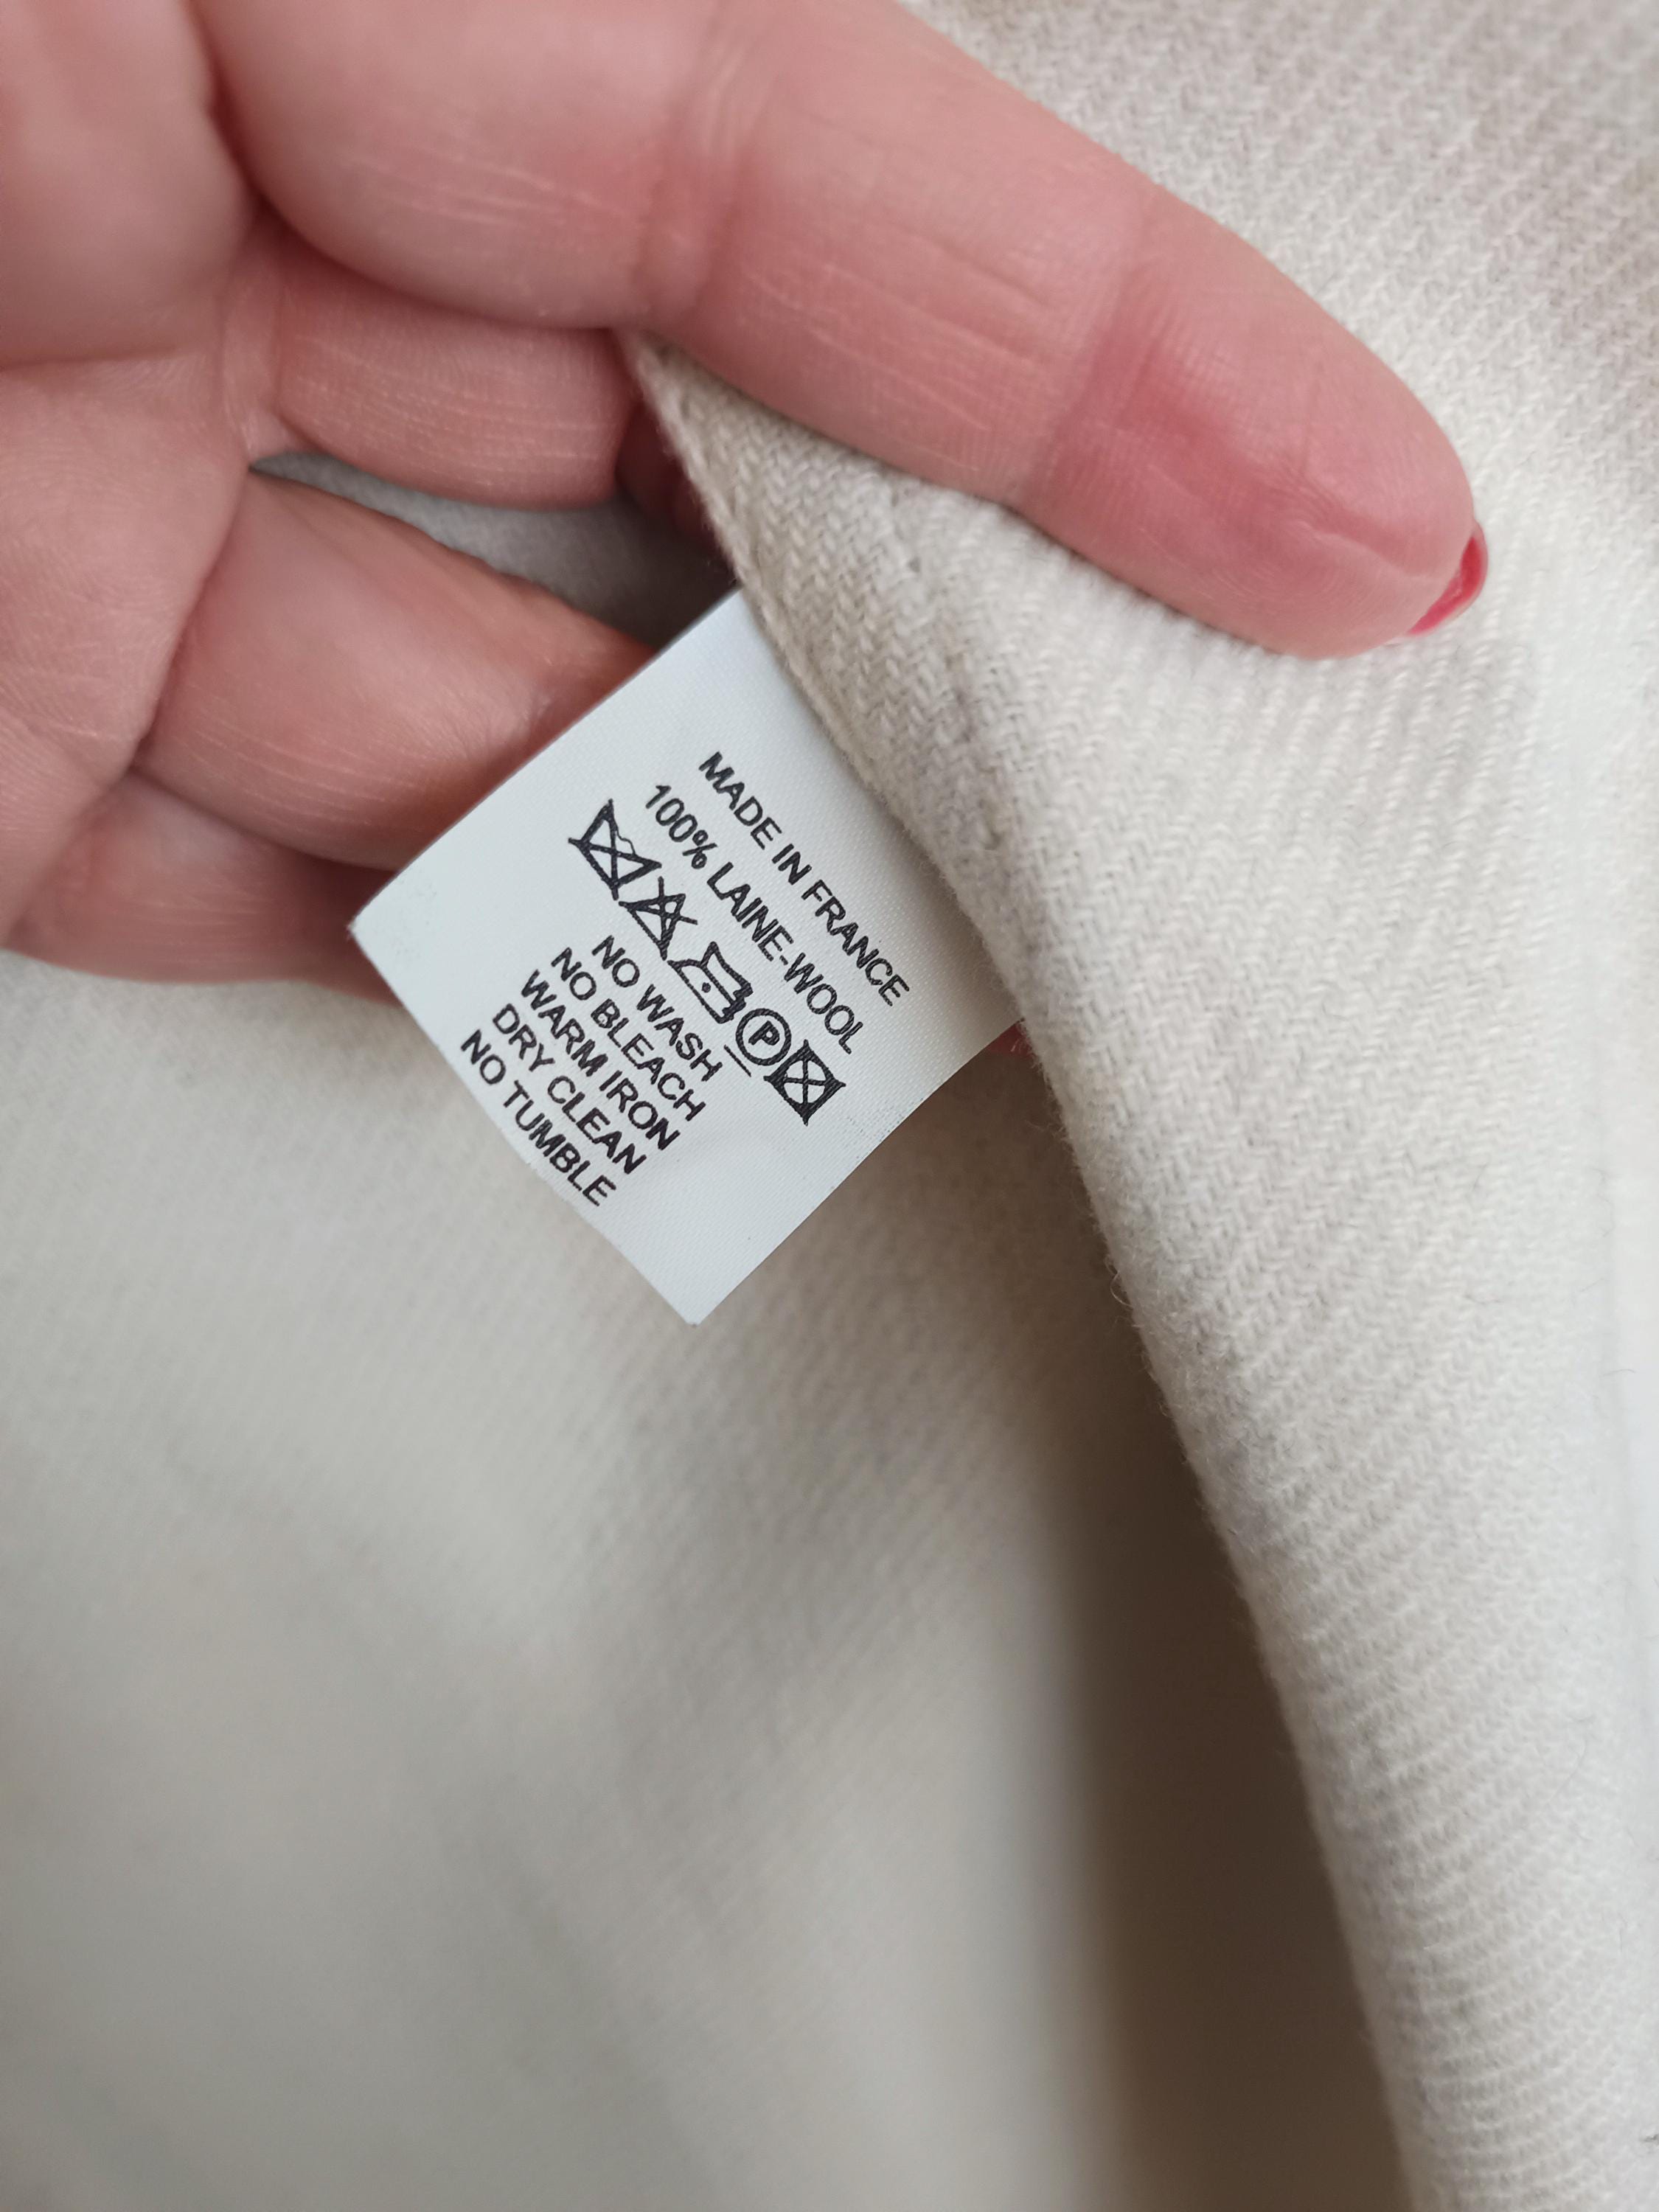 MADE IN FRANCE
100% LAINE-WOOL
P
NO WASH
NO BLEACH
WARM IRON
DRY CLEAN
NO TUMBLE